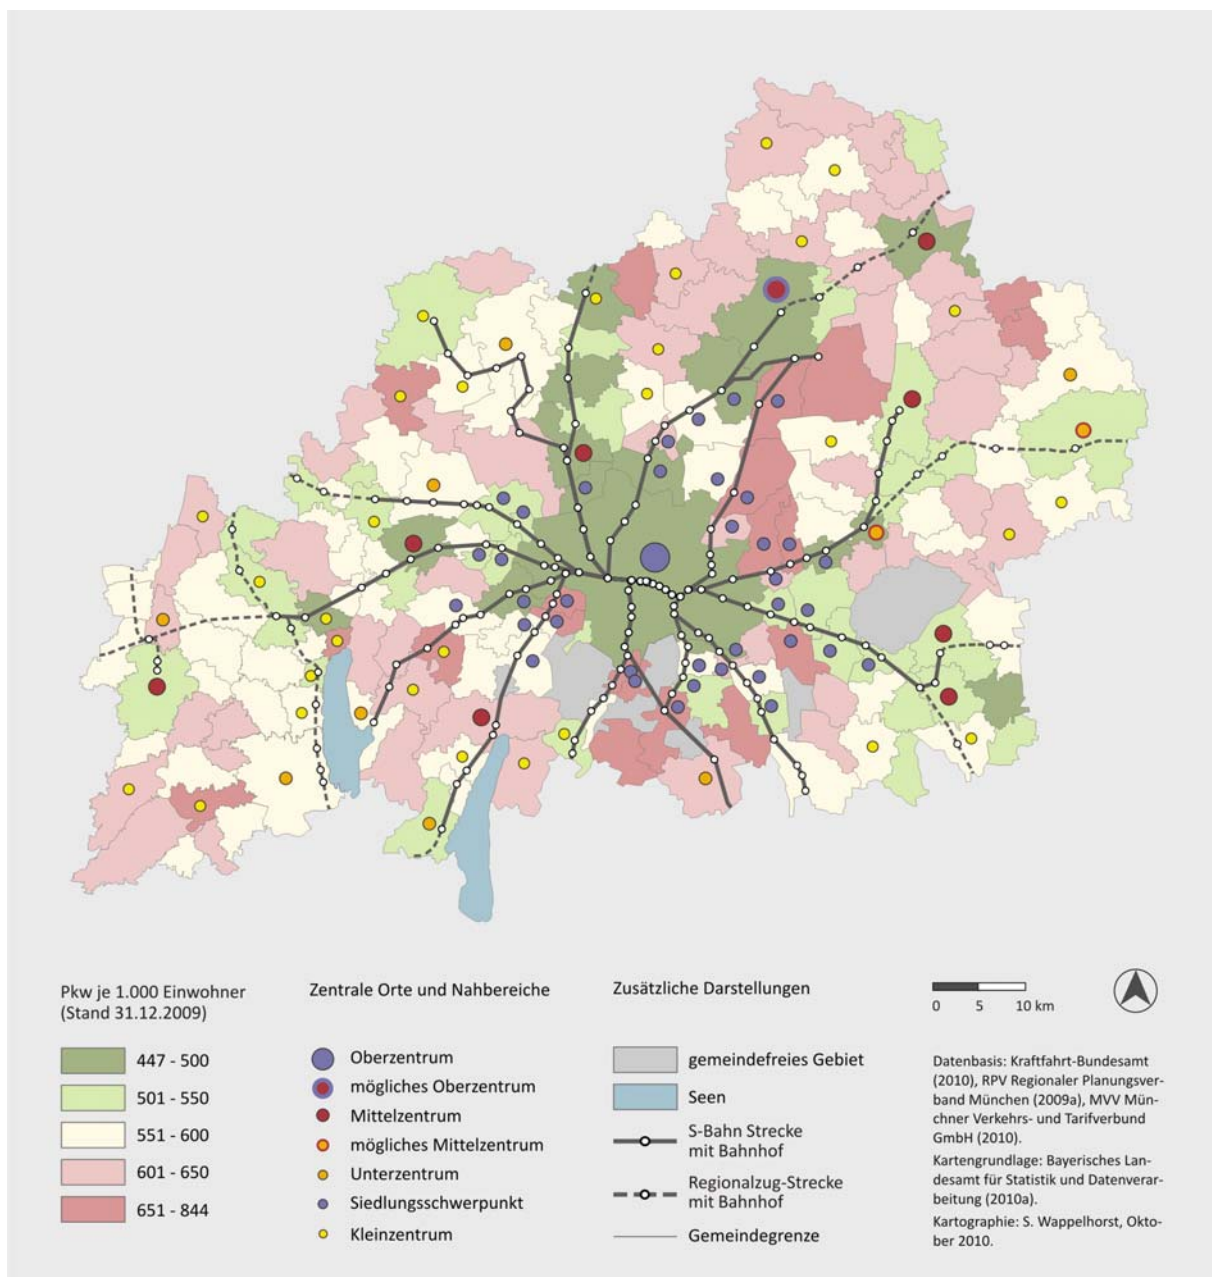 Pkw je 1.000 Einwohner
(Stand 31.12.2009)
447 - 500
501 - 550
551 - 600
601 - 650
651 - 844
Zentrale Orte und Nahbereiche
Oberzentrum
mögliches Oberzentrum
Mittelzentrum
mögliches Mittelzentrum
Unterzentrum
Siedlungsschwerpunkt
Kleinzentrum
Zusätzliche Darstellungen
gemeindefreies Gebiet
Seen
S-Bahn Strecke
mit Bahnhof
Regionalzug-Strecke
mit Bahnhof
Gemeindegrenze
0 5 10 km
Datenbasis: Kraftfahrt-Bundesamt
(2010), RPV Regionaler Planungsver-
band München (2009a), MVV Mün-
chner Verkehrs- und Tarifverbund
GmbH (2010).
Kartengrundlage: Bayerisches Lan-
desamt für Statistik und Datenverar-
beitung (2010a).
Kartographie: S. Wappelhorst, Okto-
ber 2010.